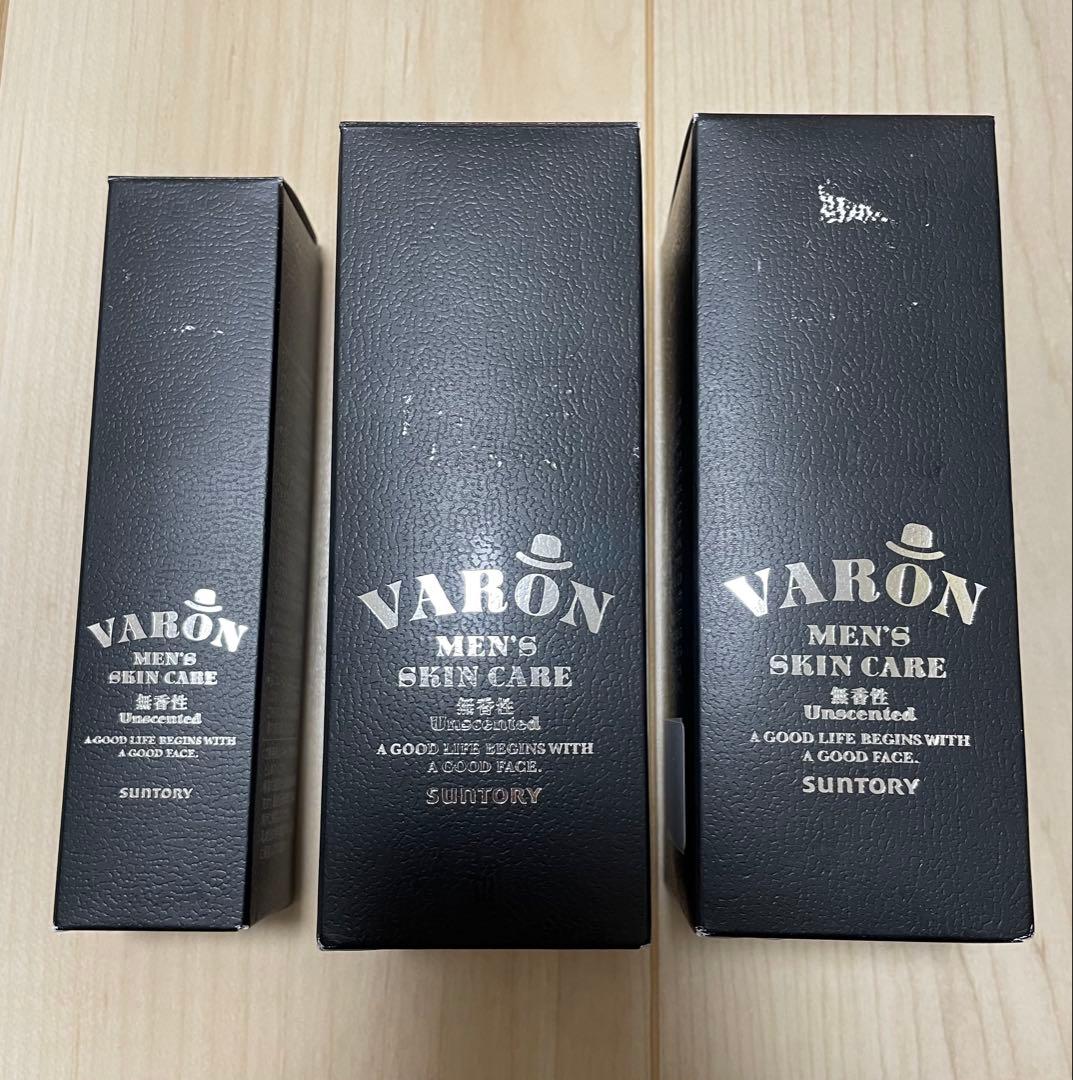 VARON
MEN'S
SKIN CARE
無香性
Unscented
A GOOD LIFE BEGINS WITH
A GOOD FACE.
SUNTORY
VARON
MEN'S
SKIN CARE
無香性
Unscented
A GOOD LIFE BEGINS WITH
A GOOD FACE.
SUNTORY
VARON
MEN'S
SKIN CARE
無香性
Unscented
A GOOD LIFE BEGINS WITH
A GOOD FACE.
SUNTORY